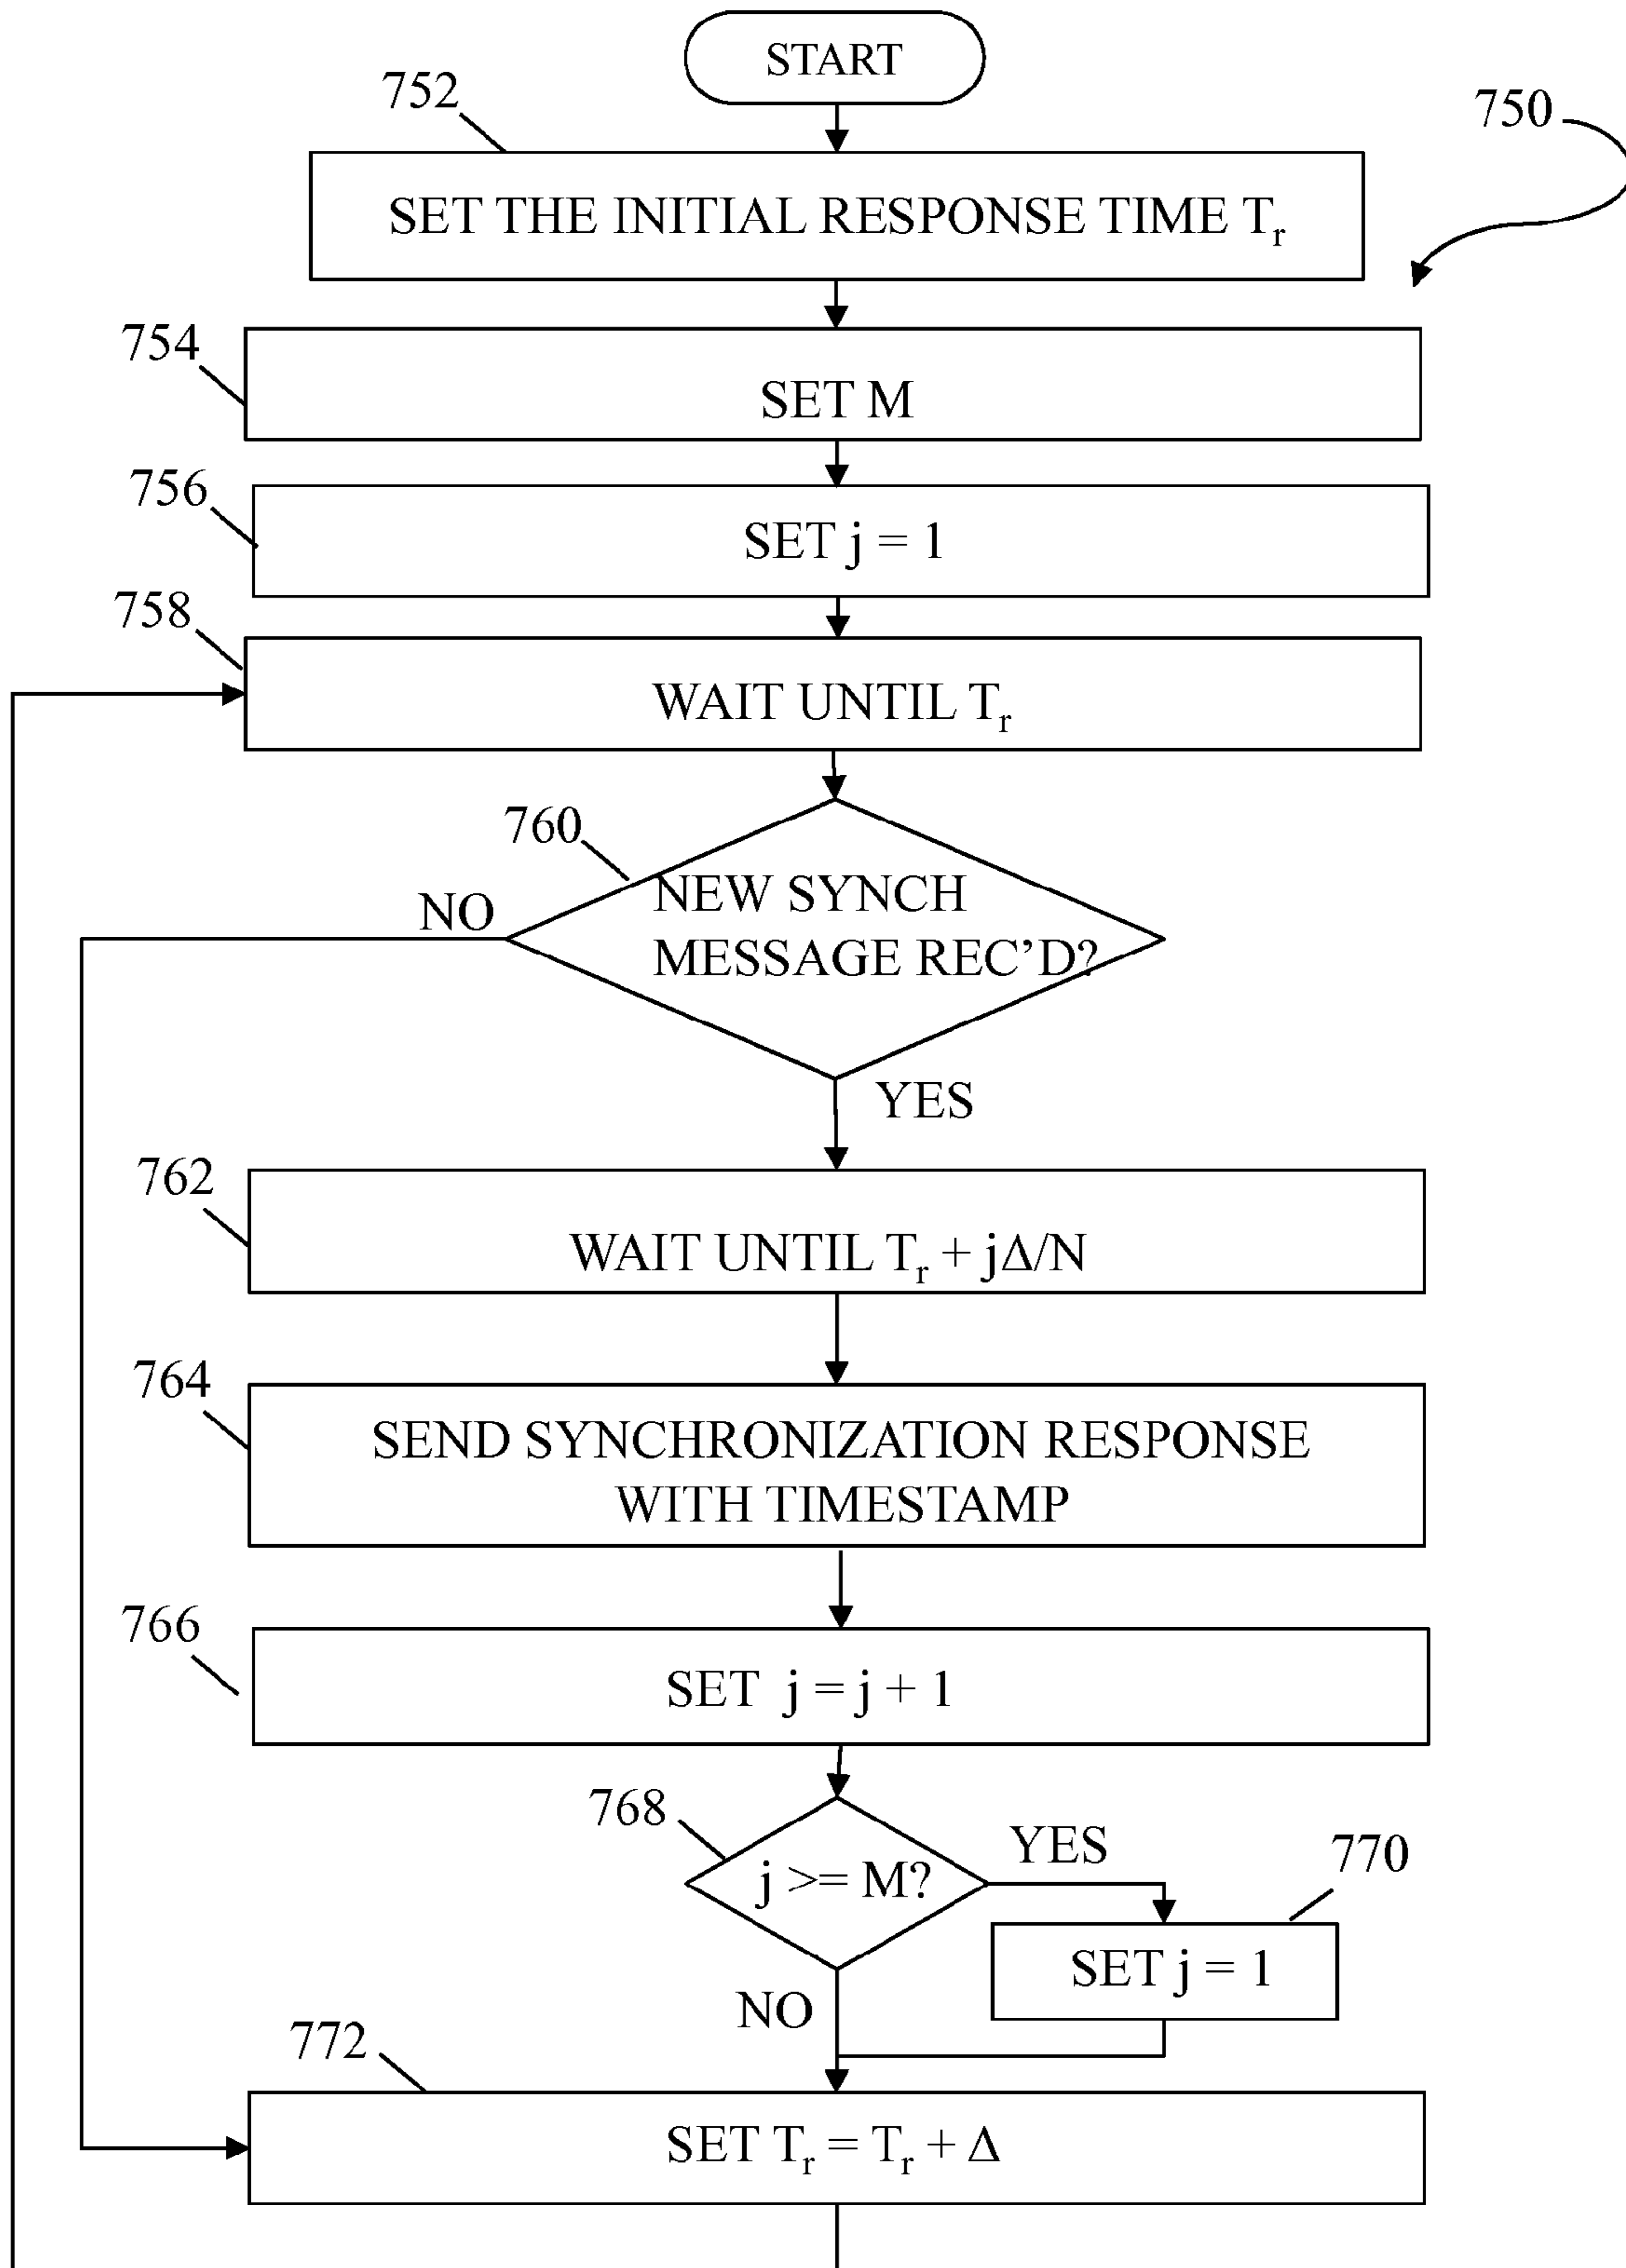 START
752
750
SET THE INITIAL RESPONSE TIME Tr
754
SET M
756
SET j = 1
758
WAIT UNTIL Tr
760
NEW SYNCH
MESSAGE REC’D?
NO
YES
762
WAIT UNTIL Tr + jΔ/N
764
SEND SYNCHRONIZATION RESPONSE
WITH TIMESTAMP
766
SET j = j + 1
768
j >= M?
YES
770
SET j = 1
NO
772
SET Tr = Tr + Δ